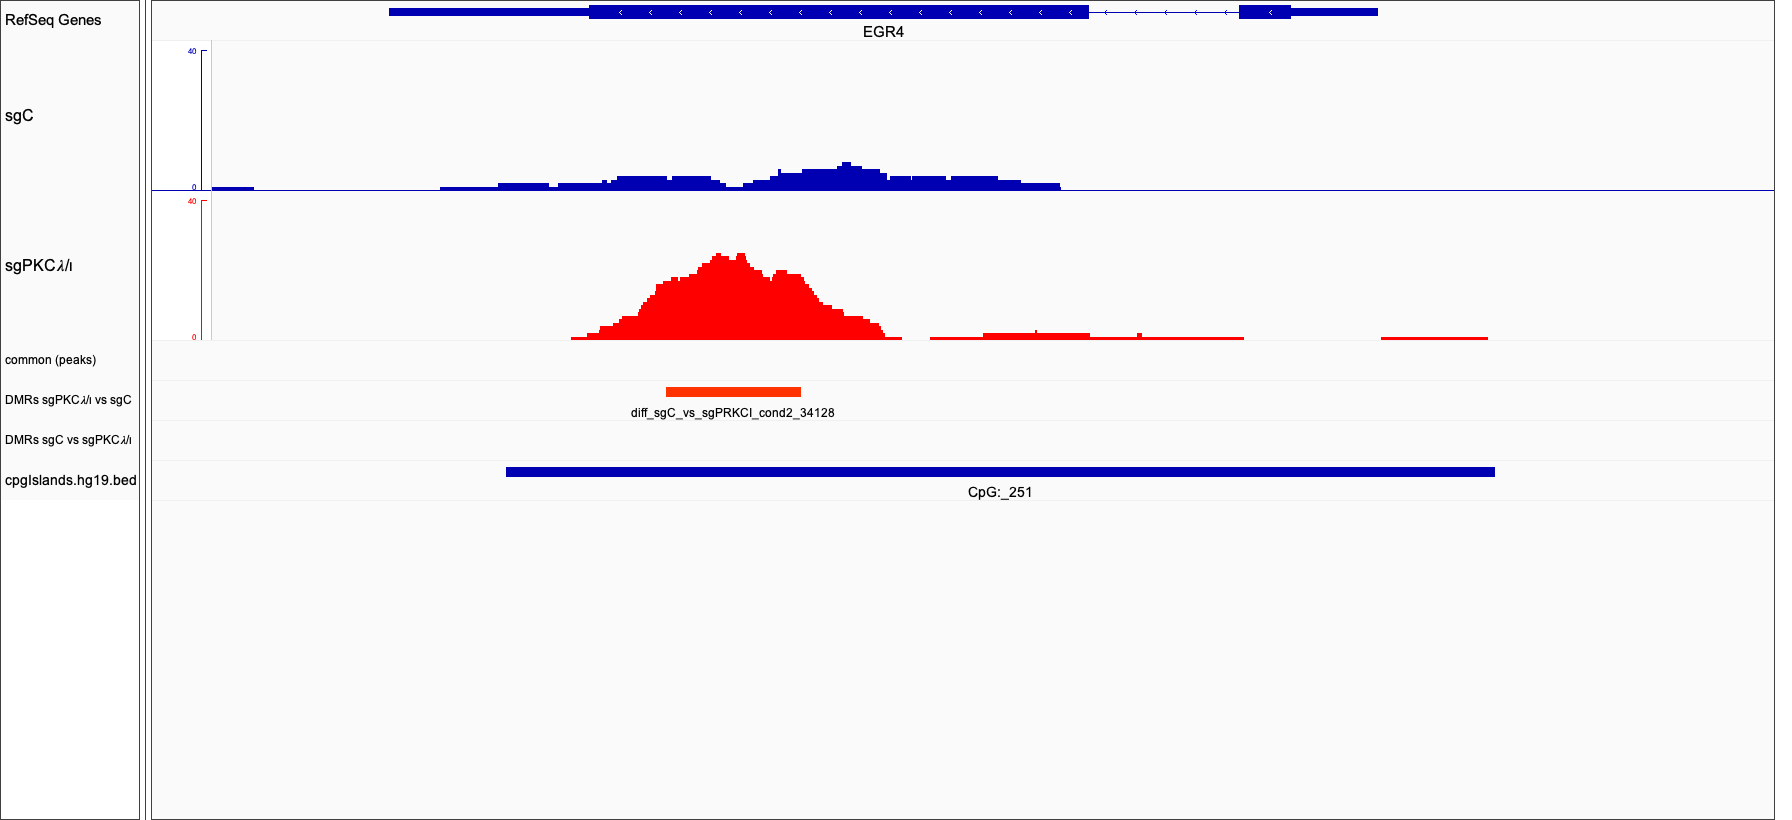 RefSeq Genes
EGR4
40
sgC
0
40
sgPKCλ/ι
0
common (peaks)
DMRs sgPKCλ/ι vs sgC
diff_sgC_vs_sgPRKCI_cond2_34128
DMRs sgC vs sgPKCλ/ι
cpgIslands.hg19.bed
CpG:_251